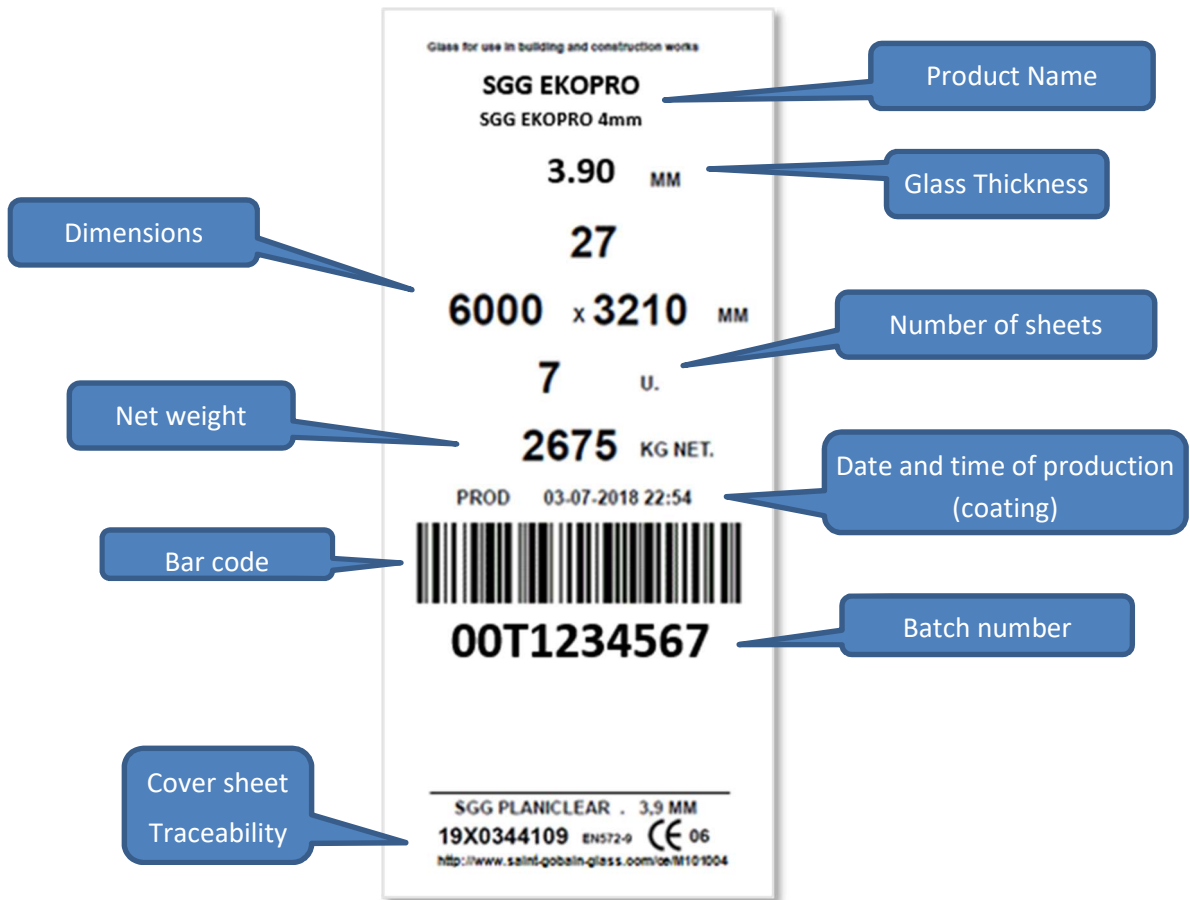 Glass for use in building and construction works
SGG EKOPRO
SGG EKOPRO 4mm
Product Name
3.90 MM
Glass Thickness
27
Dimensions
6000 x 3210 MM
Number of sheets
7 U.
Net weight
2675 KG NET.
Date and time of production
(coating)
PROD 03-07-2018 22:54
Bar code
00T1234567
Batch number
Cover sheet
Traceability
SGG PLANICLEAR . 3,9 MM
19X0344109 EN572-9 CE 06
http://www.saint-gobain-glass.com/ce/M101004